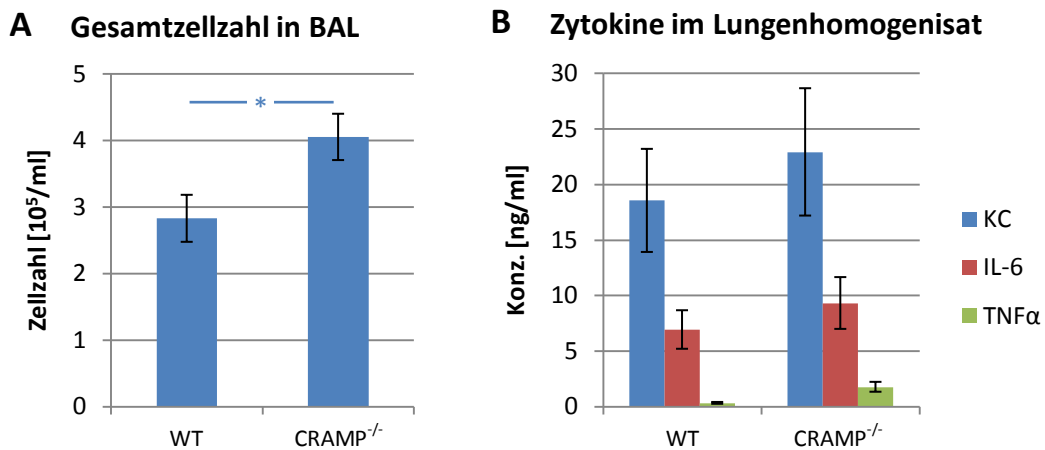 A Gesamtzellzahl in BAL
Zellzahl [10⁵/ml]
5
4
3
2
1
0
*
WT CRAMP⁻/⁻
B Zytokine im Lungenhomogenisat
Konz. [ng/ml]
30
25
20
15
10
5
0
WT CRAMP⁻/⁻
KC
IL-6
TNFα